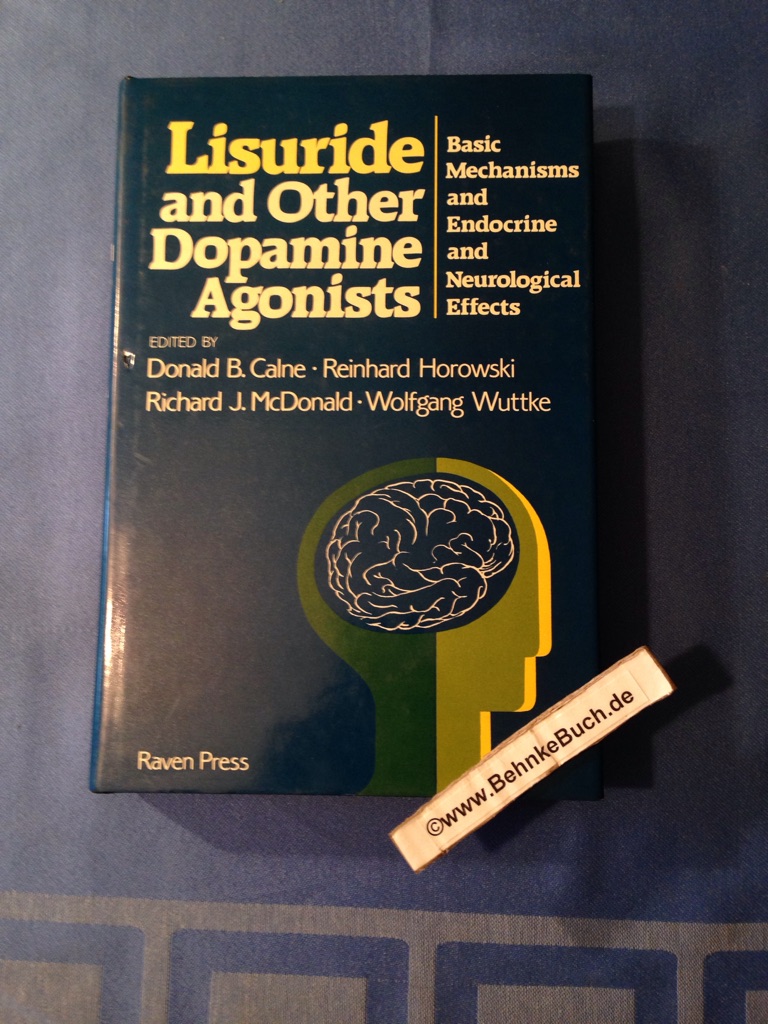 Lisuride
and Other
Dopamine
Agonists
Basic
Mechanisms
and
Endocrine
and
Neurological
Effects
EDITED BY
Donald B. Calne · Reinhard Horowski
Richard J. McDonald · Wolfgang Wuttke
Raven Press
©www.BehnkeBuch.de